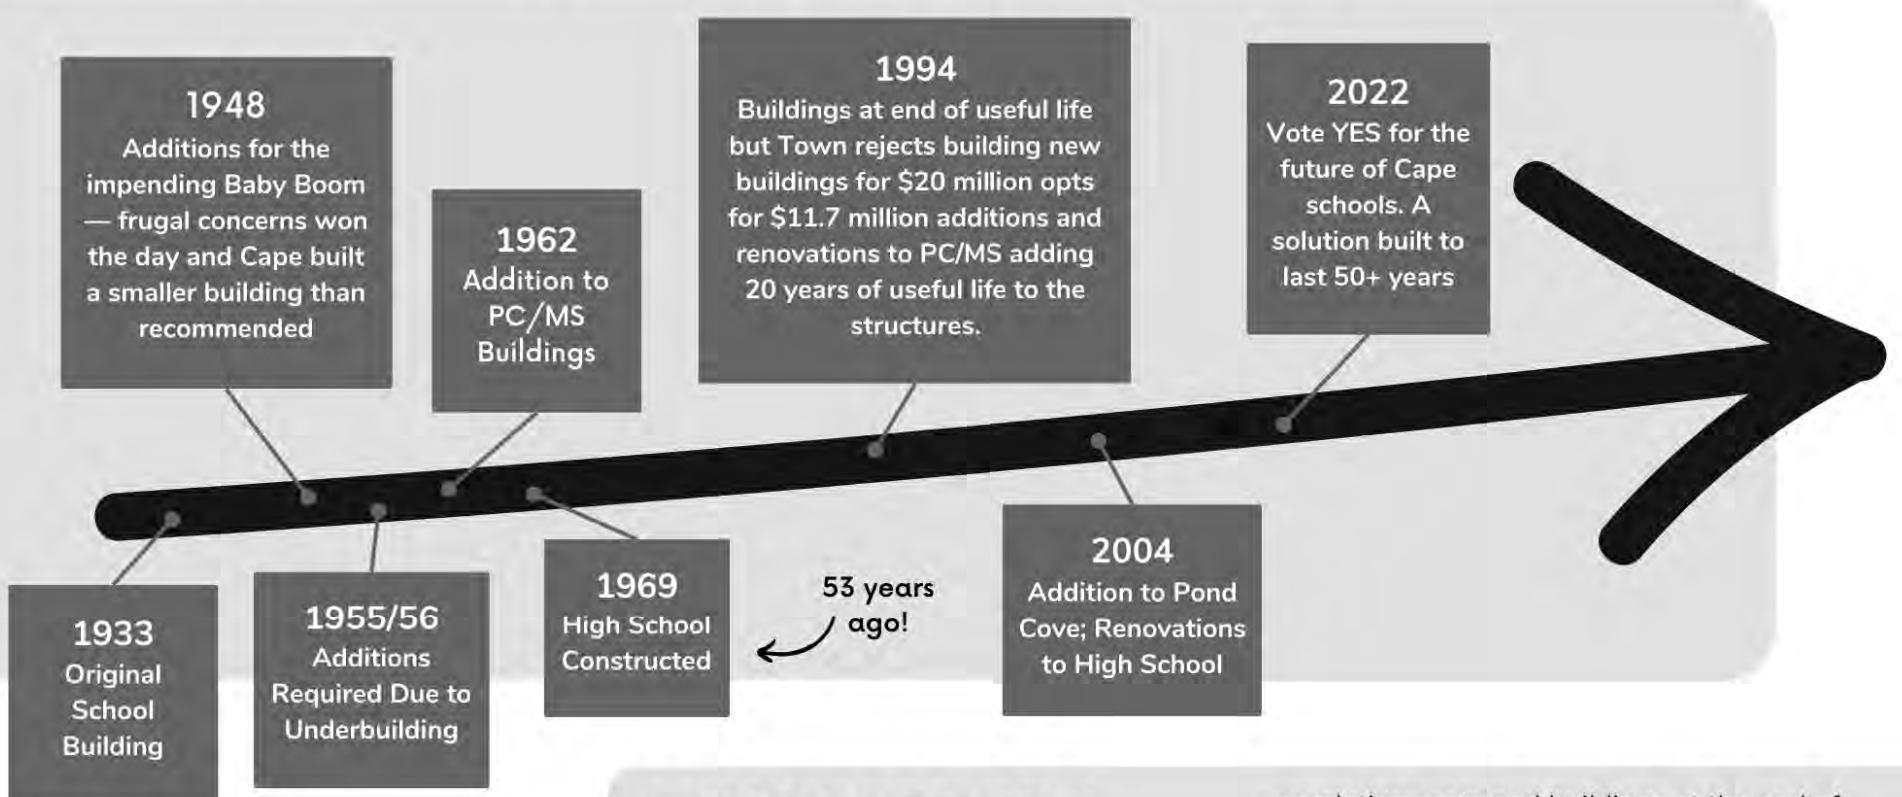 1948
Additions for the
impending Baby Boom
— frugal concerns won
the day and Cape built
a smaller building than
recommended
1962
Addition to
PC/MS
Buildings
1994
Buildings at end of useful life
but Town rejects building new
buildings for $20 million opts
for $11.7 million additions and
renovations to PC/MS adding
20 years of useful life to the
structures.
2022
Vote YES for the
future of Cape
schools. A
solution built to
last 50+ years
1933
Original
School
Building
1955/56
Additions
Required Due to
Underbuilding
1969
High School
Constructed
53 years
ago!
2004
Addition to Pond
Cove; Renovations
to High School